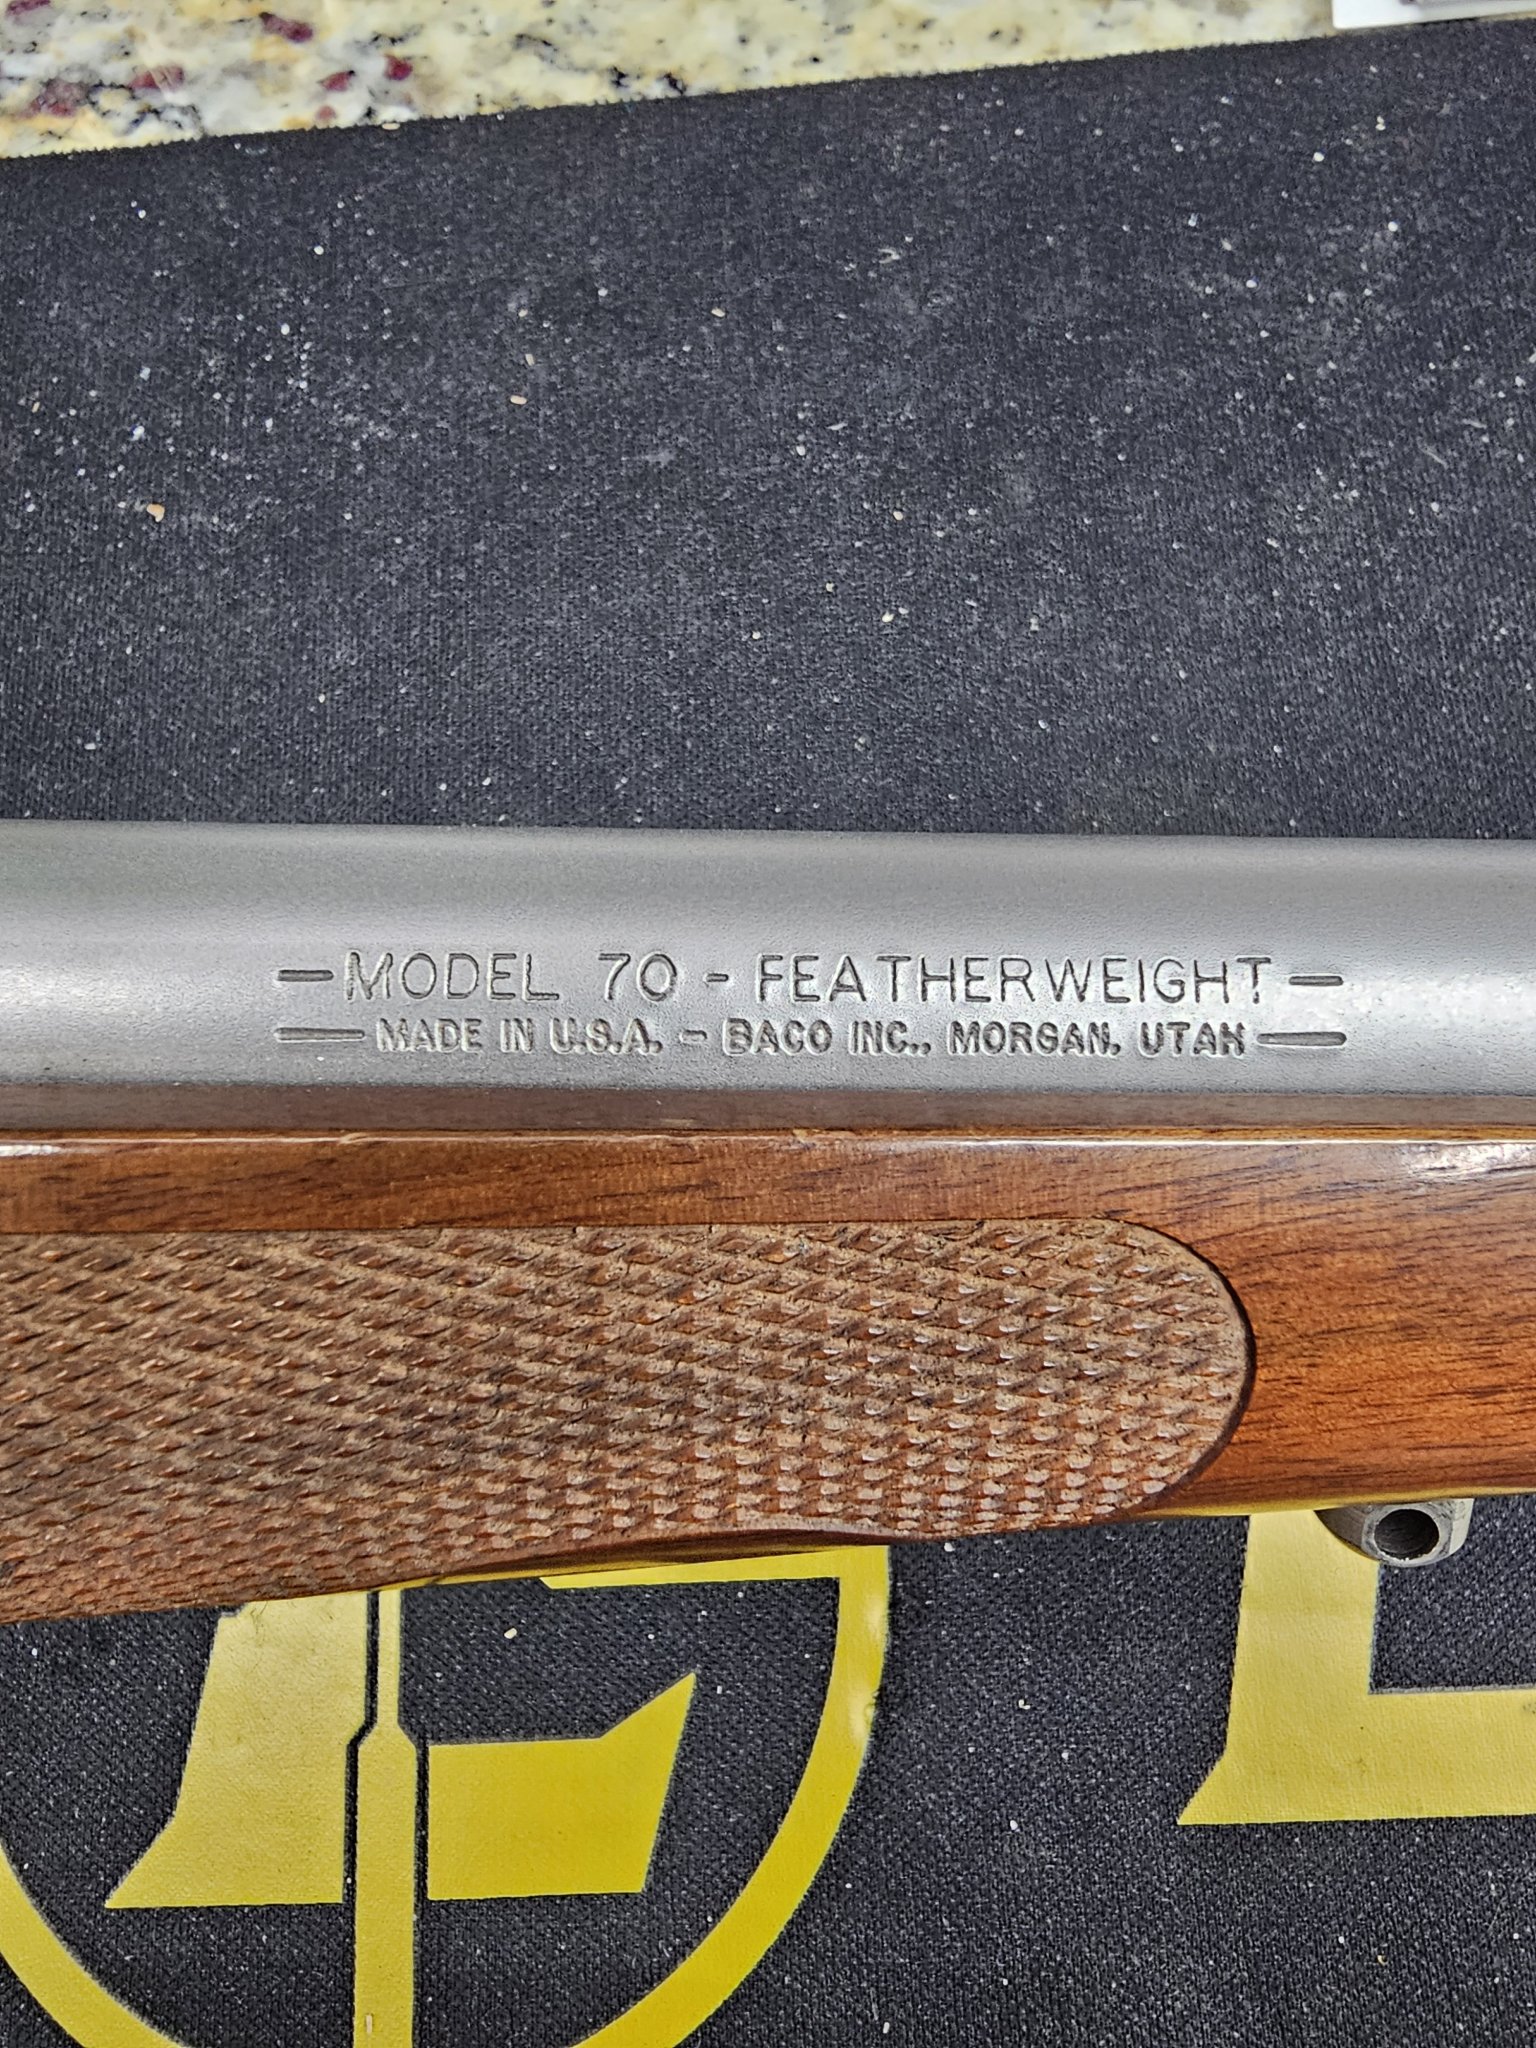 MODEL 70 - FEATHERWEIGHT
MADE IN U.S.A. - BACO INC., MORGAN, UTAH